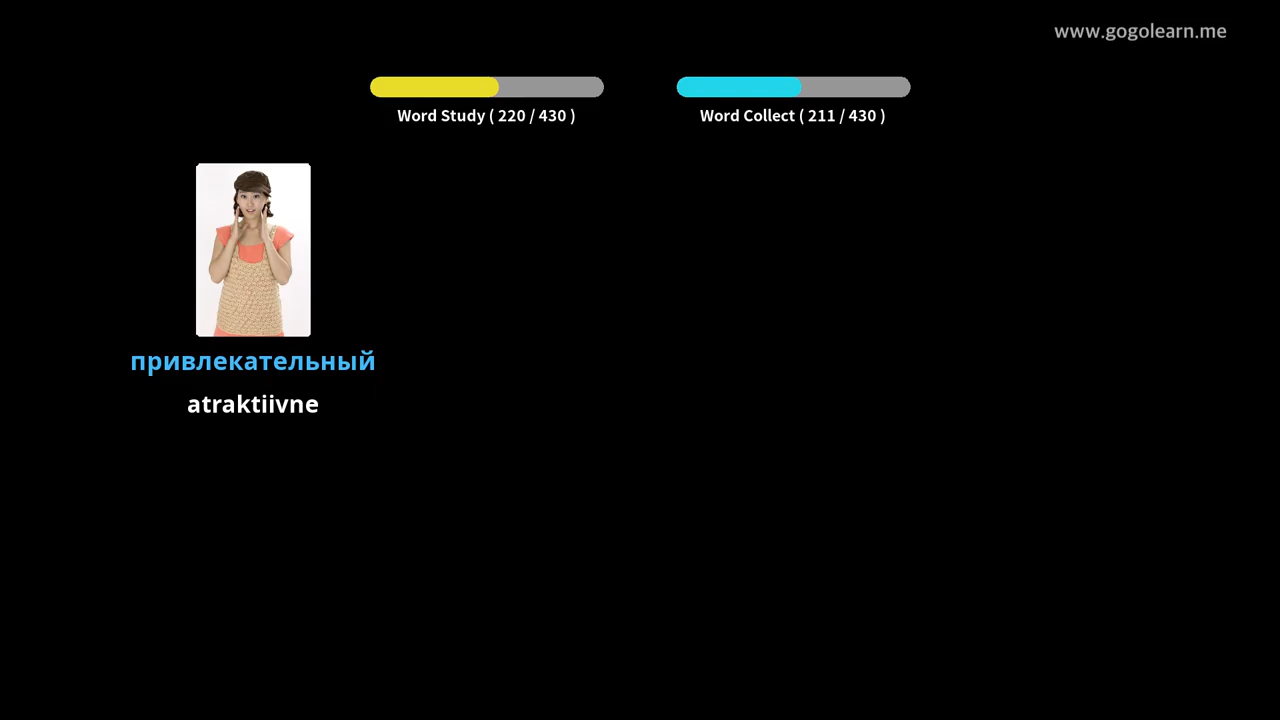 www.gogolearn.me
Word Study ( 220 / 430 )
Word Collect ( 211 / 430 )
привлекательный
atraktiivne